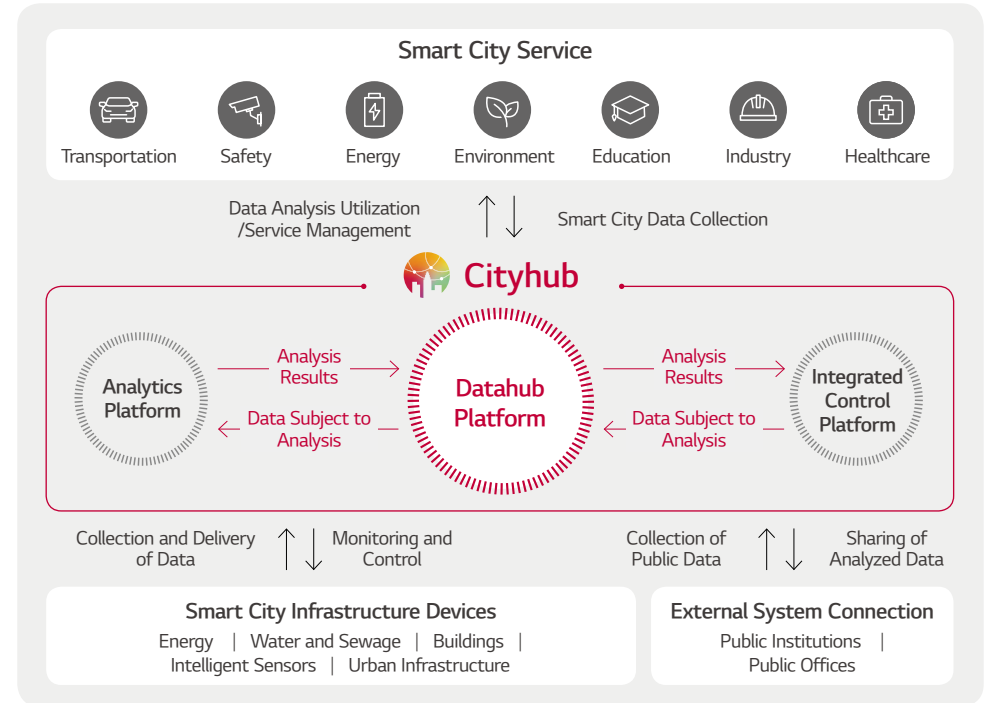 Smart City Service
Transportation
Safety
Energy
Environment
Education
Industry
Healthcare
Data Analysis Utilization
/Service Management
Smart City Data Collection
Cityhub
Analytics
Platform
Analysis
Results
Data Subject to
Analysis
Datahub
Platform
Analysis
Results
Data Subject to
Analysis
Integrated
Control
Platform
Collection and Delivery
of Data
Monitoring and
Control
Collection of
Public Data
Sharing of
Analyzed Data
Smart City Infrastructure Devices
Energy | Water and Sewage | Buildings |
Intelligent Sensors | Urban Infrastructure
External System Connection
Public Institutions |
Public Offices